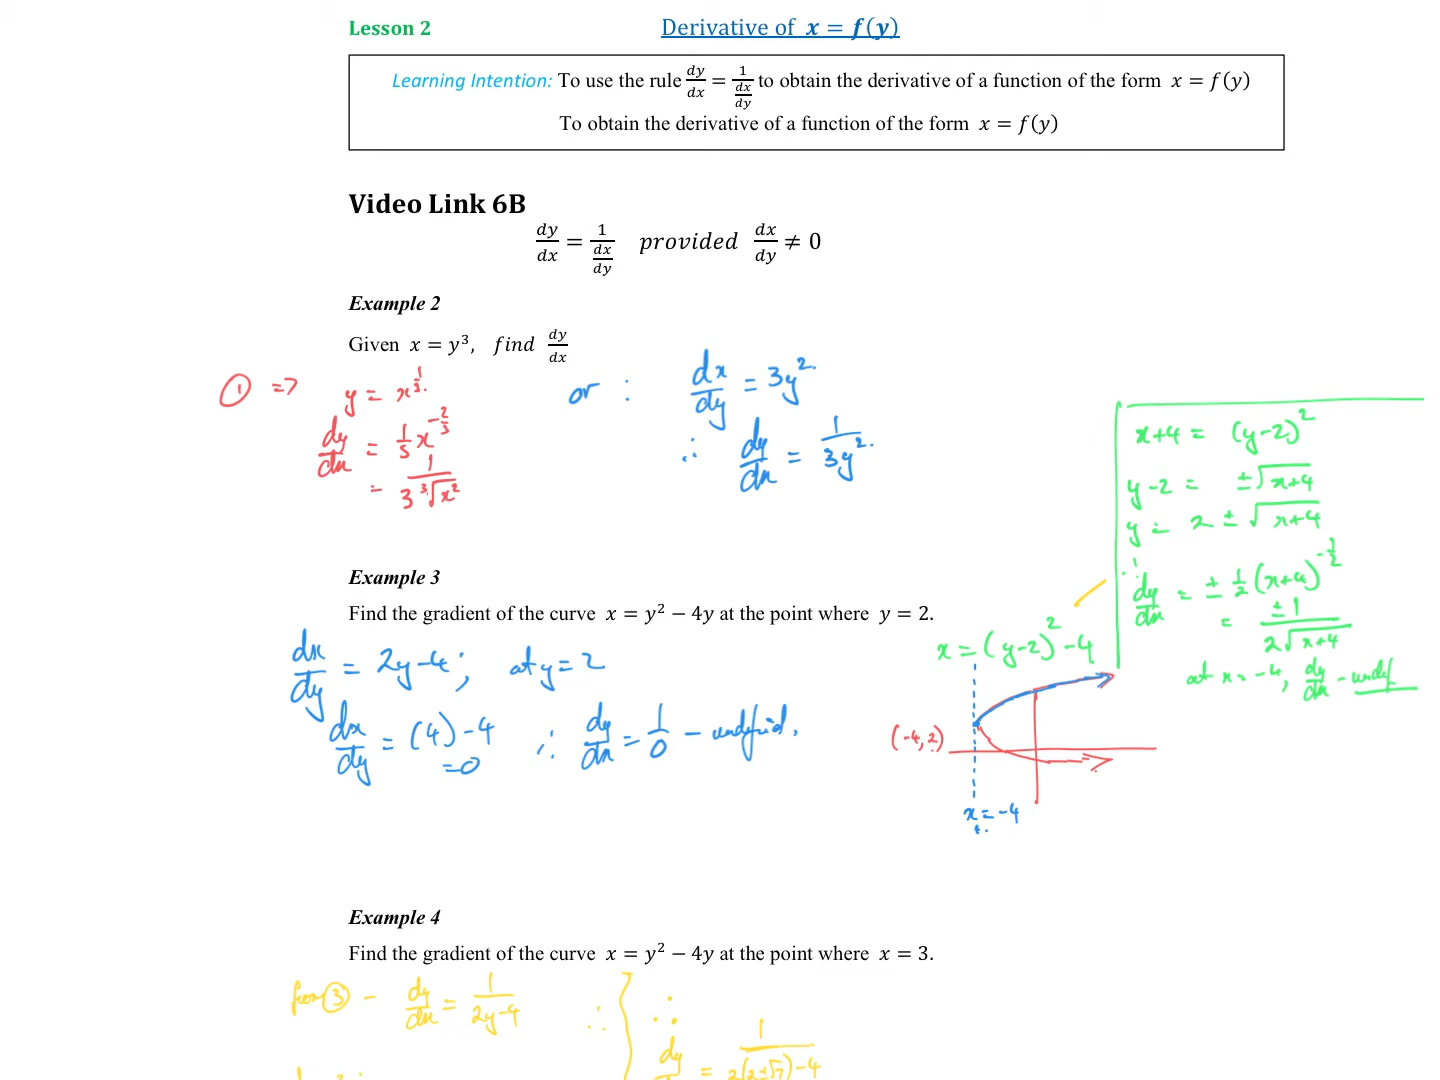 Lesson 2 Derivative of x = f(y)
Learning Intention: To use the rule dy/dx = 1/(dx/dy) to obtain the derivative of a function of the form x = f(y)
To obtain the derivative of a function of the form x = f(y)
Video Link 6B
dy/dx = 1/(dx/dy) provided dx/dy ≠ 0
Example 2
Given x = y³, find dy/dx
① => y = x^(1/3)
dy/dx = 1/3 x^(-2/3)
= 1/(3 ³√x²)
or : dx/dy = 3y²
∴ dy/dx = 1/(3y²)
x+4 = (y-2)²
y-2 = ±√(x+4)
y = 2 ± √(x+4)
∴ dy/dx = ± 1/2 (x+4)^(-1/2)
= ±1/(2√(x+4))
at x = -4, dy/dx - undef
Example 3
Find the gradient of the curve x = y² − 4y at the point where y = 2.
dx/dy = 2y-4; at y = 2
dx/dy = (4) - 4
= 0
∴ dy/dx = 1/0 - undefined.
x = (y-2)² - 4
(-4, 2)
x = -4
Example 4
Find the gradient of the curve x = y² − 4y at the point where x = 3.
from ③ - dy/dx = 1/(2y-4) ∴
∴
dy = 1/(2(2±√7)-4)